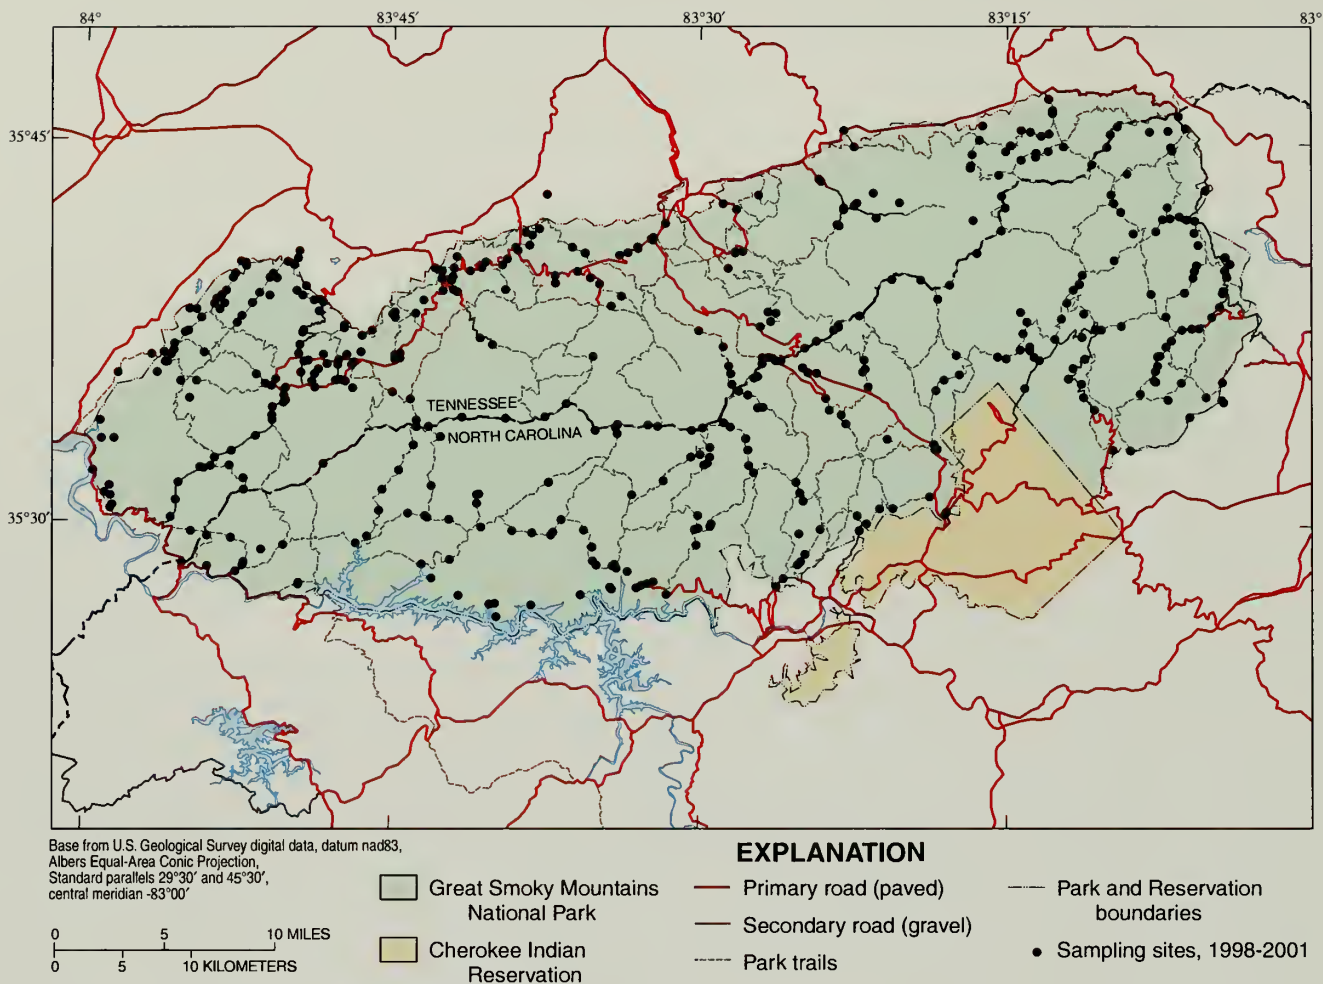 84°
83°45′
83°30′
83°15′
83°
35°45′
35°30′
TENNESSEE
NORTH CAROLINA
Base from U.S. Geological Survey digital data, datum nad83,
Albers Equal-Area Conic Projection,
Standard parallels 29°30′ and 45°30′,
central meridian -83°00′
0 5 10 MILES
0 5 10 KILOMETERS
EXPLANATION
Great Smoky Mountains
National Park
Cherokee Indian
Reservation
Primary road (paved)
Secondary road (gravel)
Park trails
Park and Reservation
boundaries
Sampling sites, 1998-2001